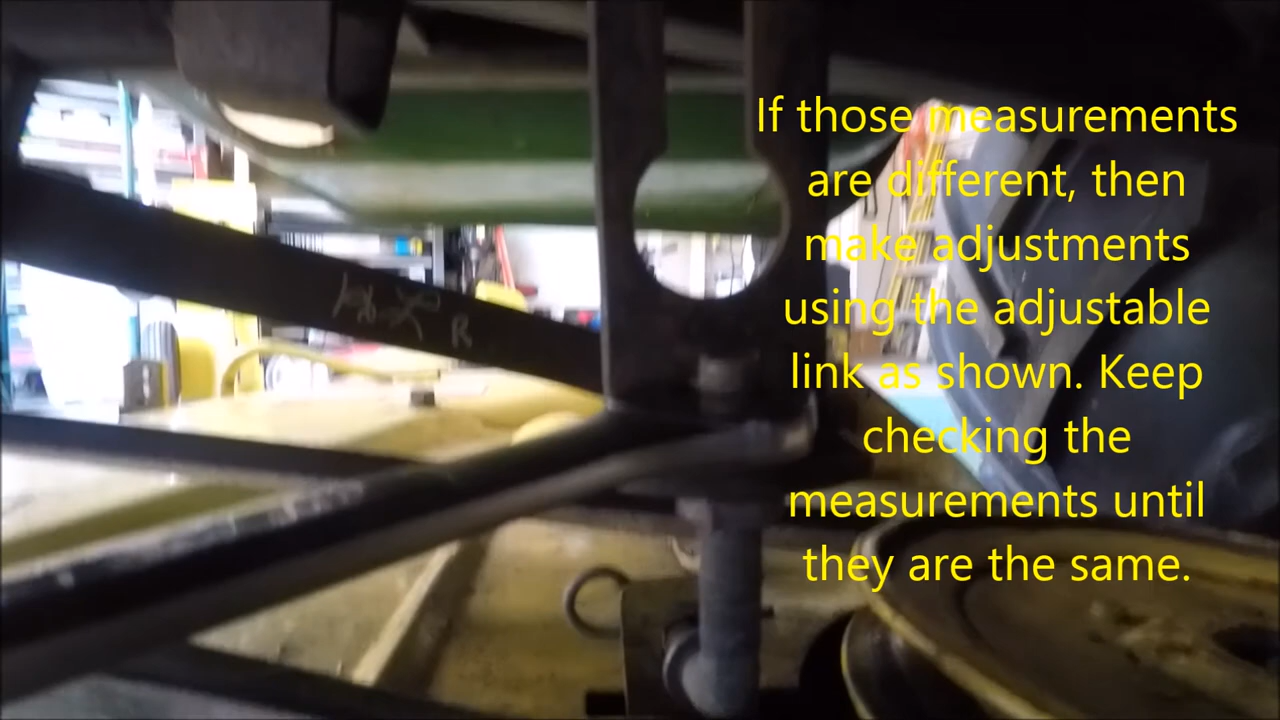 If those measurements
are different, then
make adjustments
using the adjustable
link as shown. Keep
checking the
measurements until
they are the same.
R